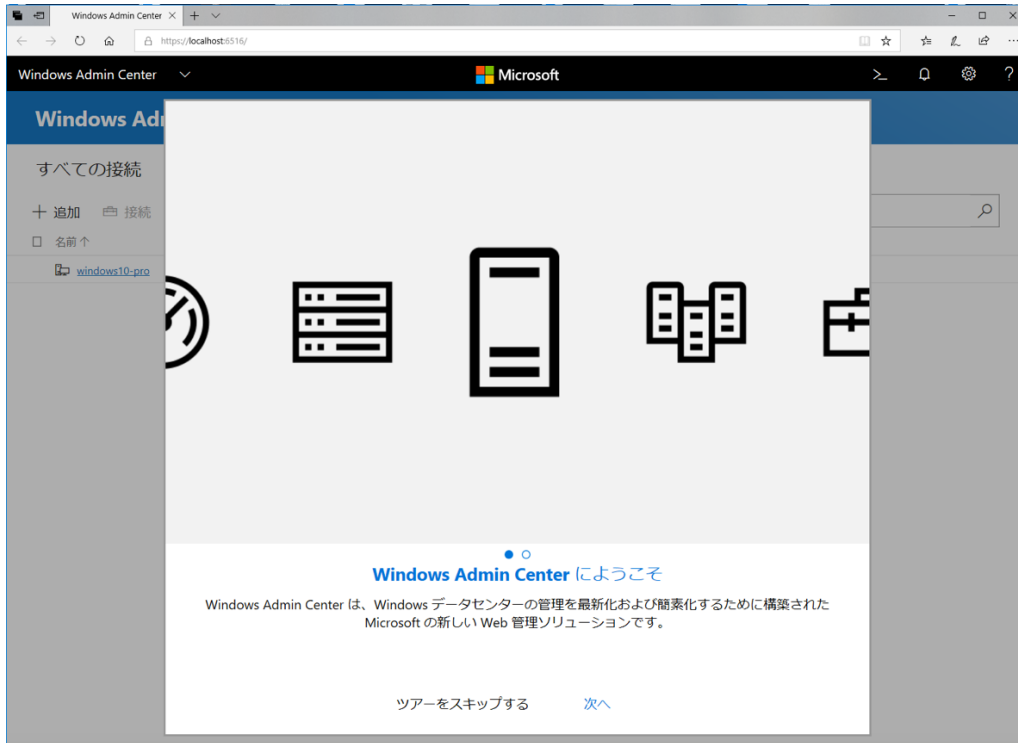 Windows Admin Center
https://localhost:6516/
Windows Admin Center
Microsoft
Windows Ad
すべての接続
追加 接続
名前
windows10-pro
Windows Admin Center にようこそ
Windows Admin Center は、Windows データセンターの管理を最新化および簡素化するために構築された
Microsoft の新しい Web 管理ソリューションです。
ツアーをスキップする 次へ